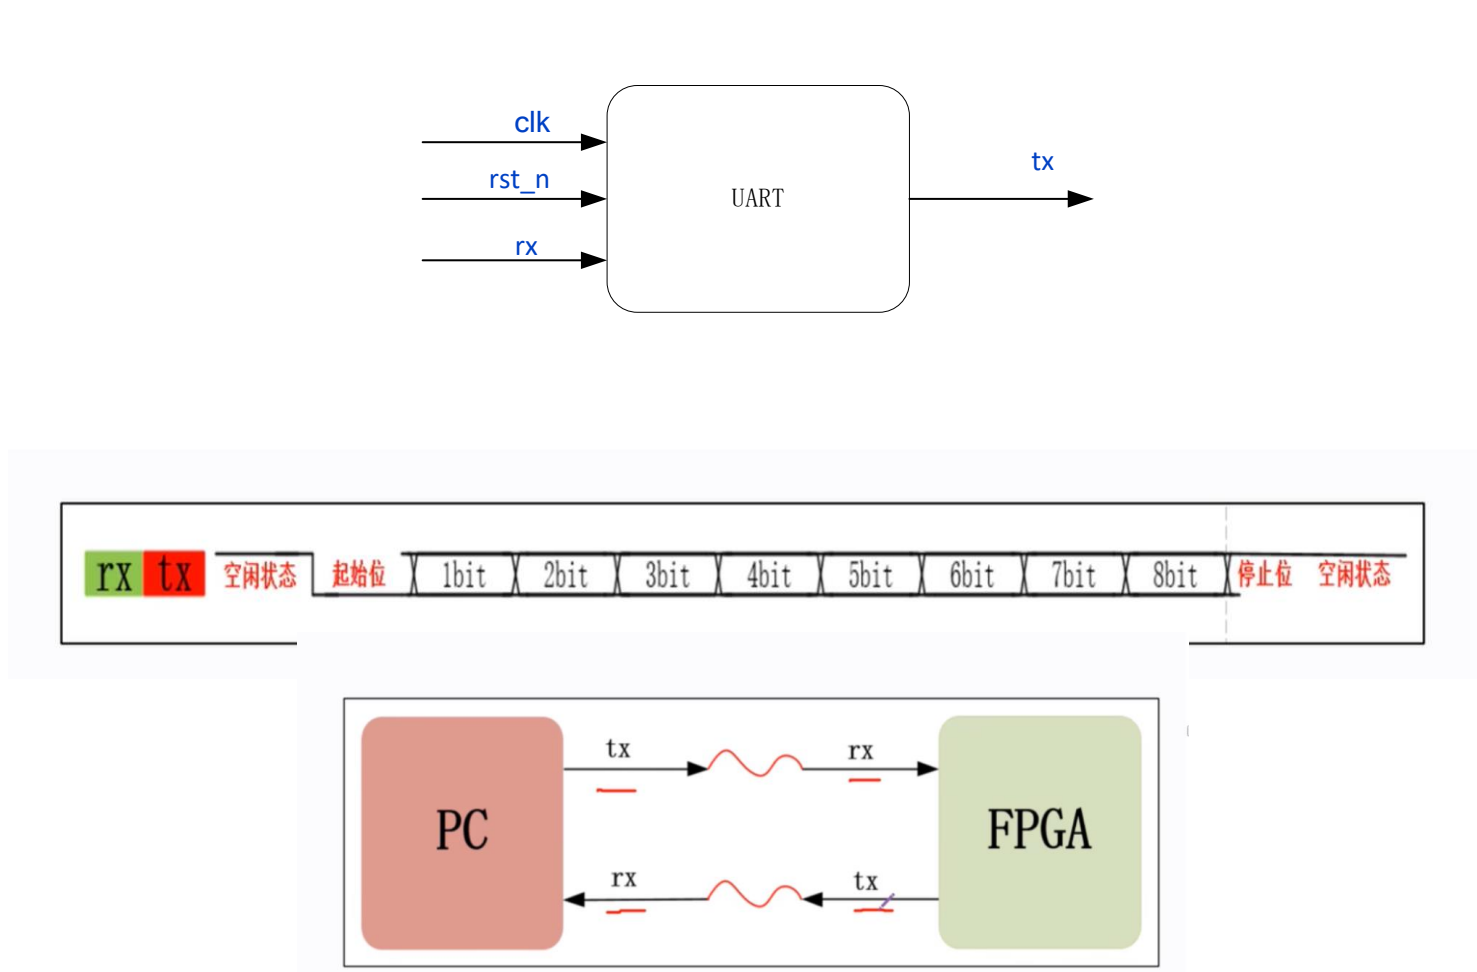 clk
rst_n
rx
UART
tx
rx tx 空闲状态 起始位 1bit 2bit 3bit 4bit 5bit 6bit 7bit 8bit 停止位 空闲状态
tx rx
PC FPGA
rx tx